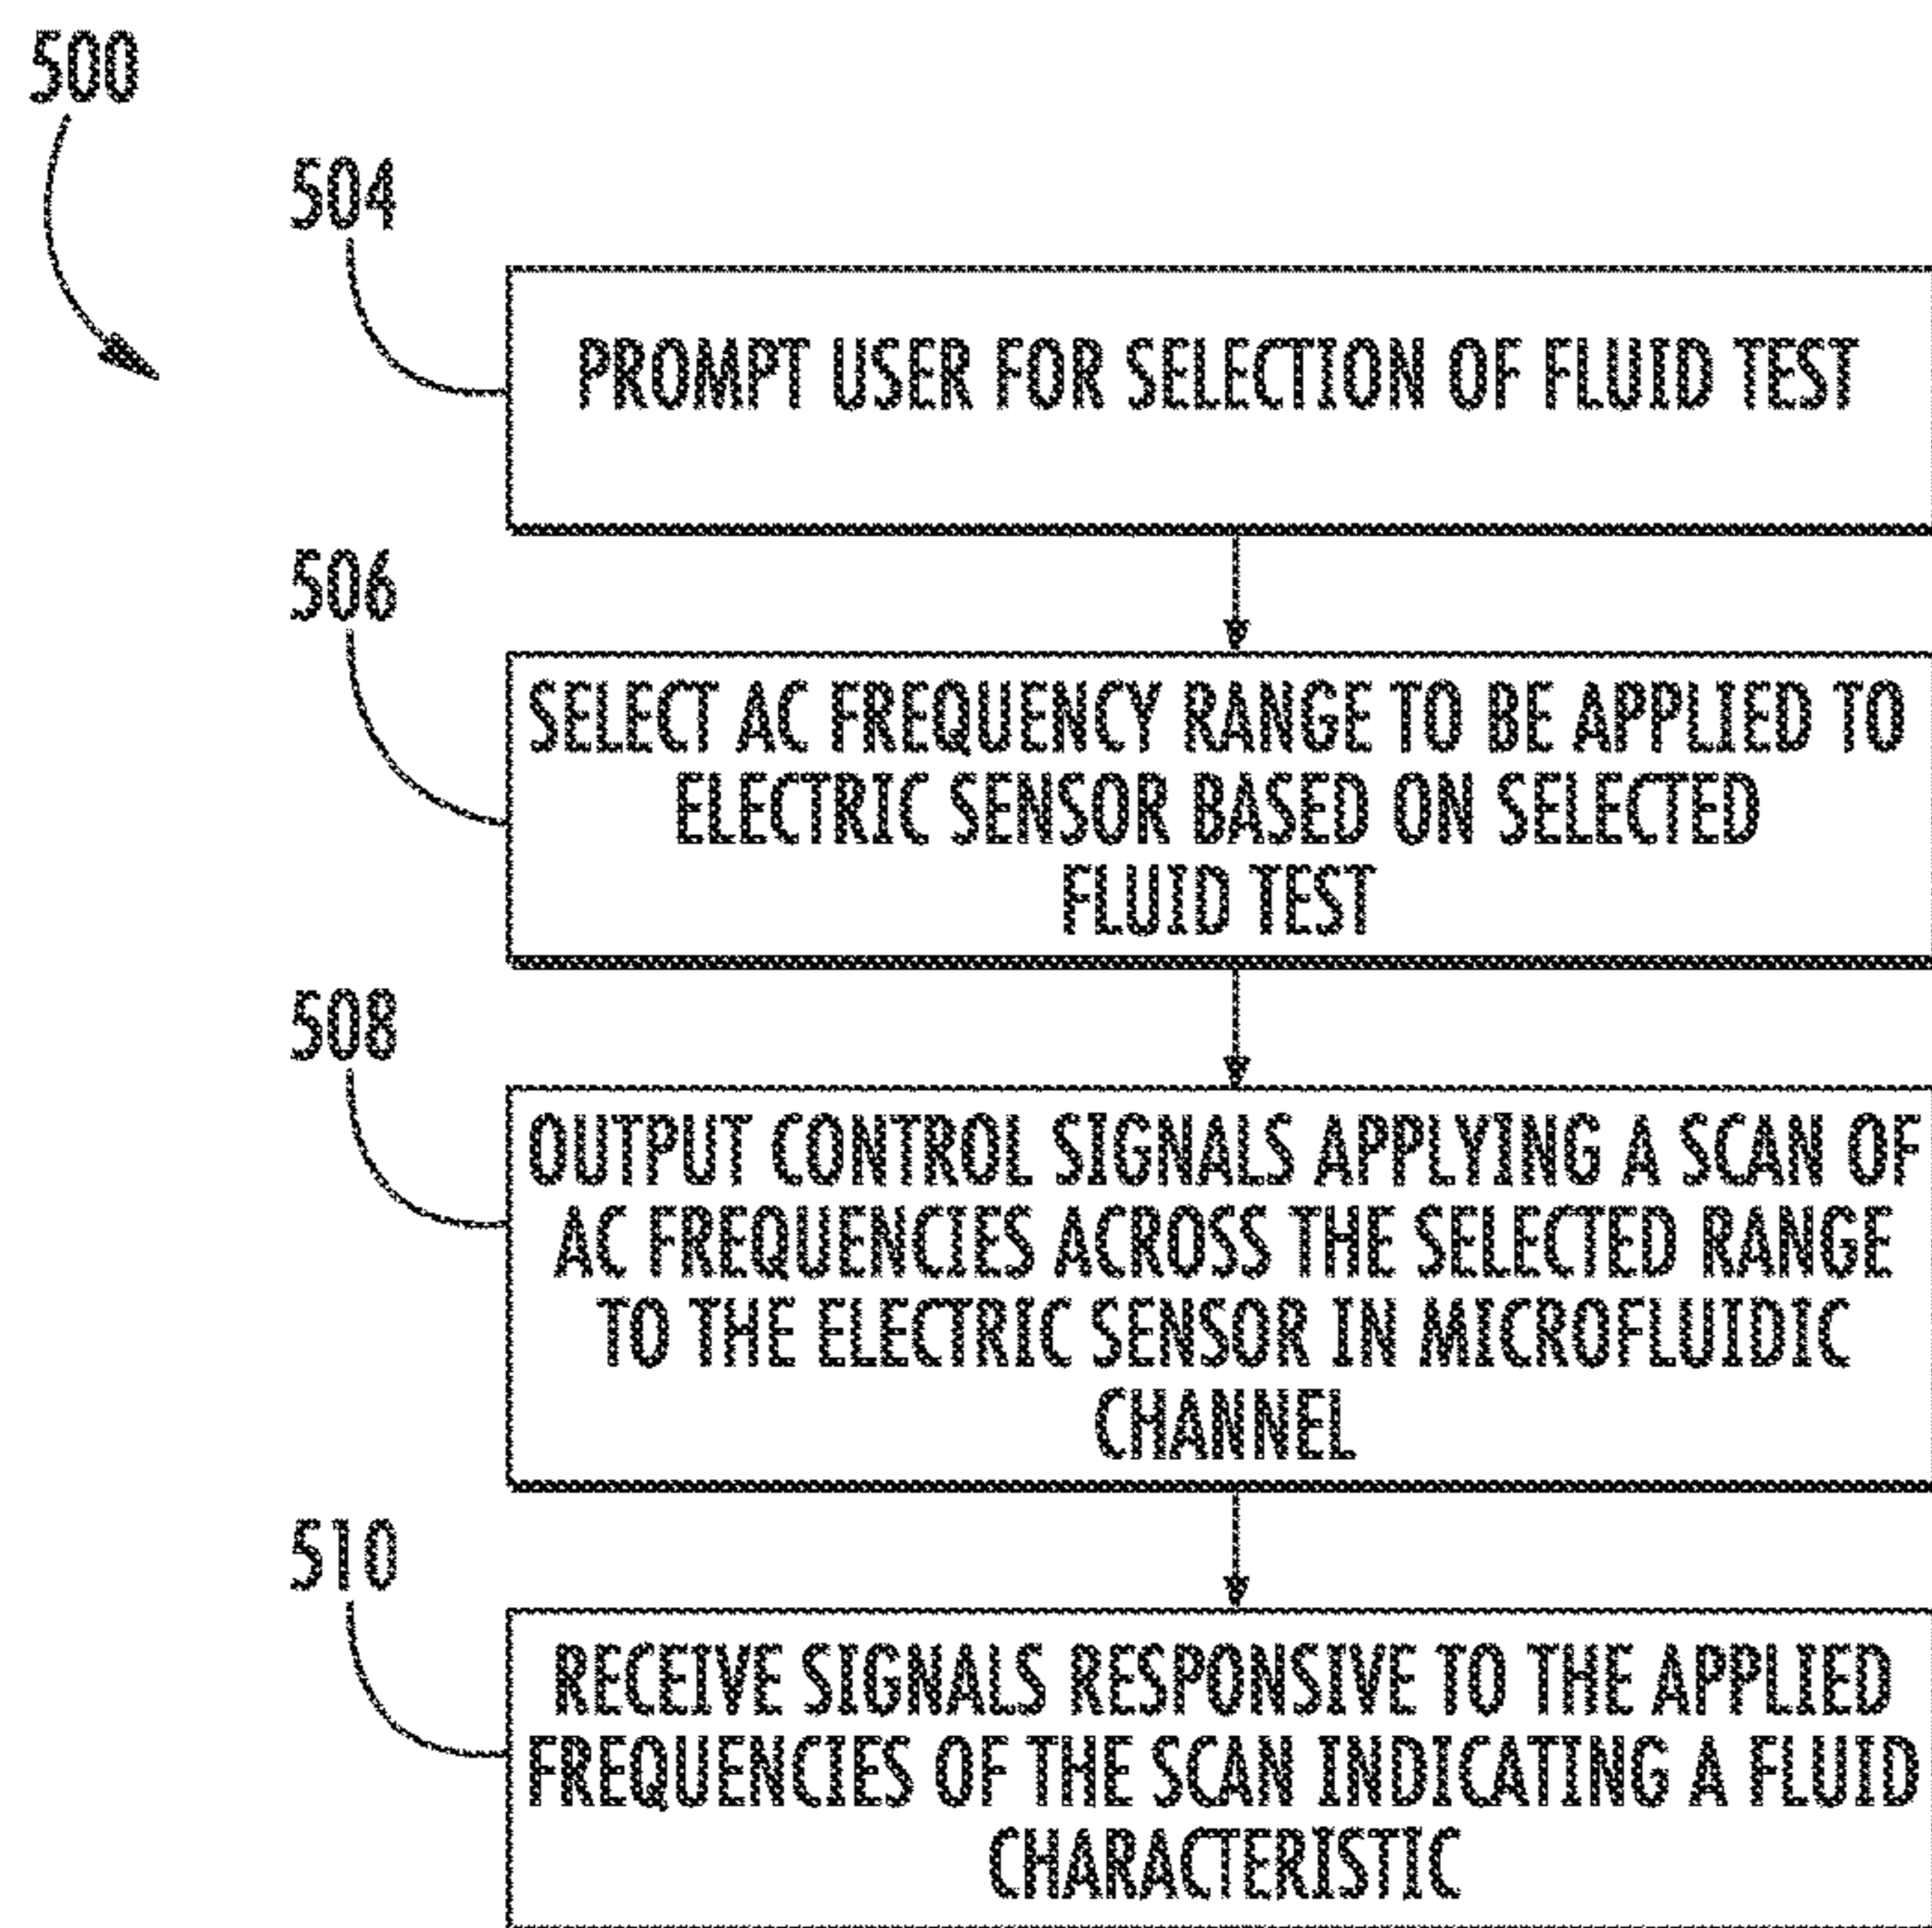 500
504
PROMPT USER FOR SELECTION OF FLUID TEST
506
SELECT AC FREQUENCY RANGE TO BE APPLIED TO
ELECTRIC SENSOR BASED ON SELECTED
FLUID TEST
508
OUTPUT CONTROL SIGNALS APPLYING A SCAN OF
AC FREQUENCIES ACROSS THE SELECTED RANGE
TO THE ELECTRIC SENSOR IN MICROFLUIDIC
CHANNEL
510
RECEIVE SIGNALS RESPONSIVE TO THE APPLIED
FREQUENCIES OF THE SCAN INDICATING A FLUID
CHARACTERISTIC